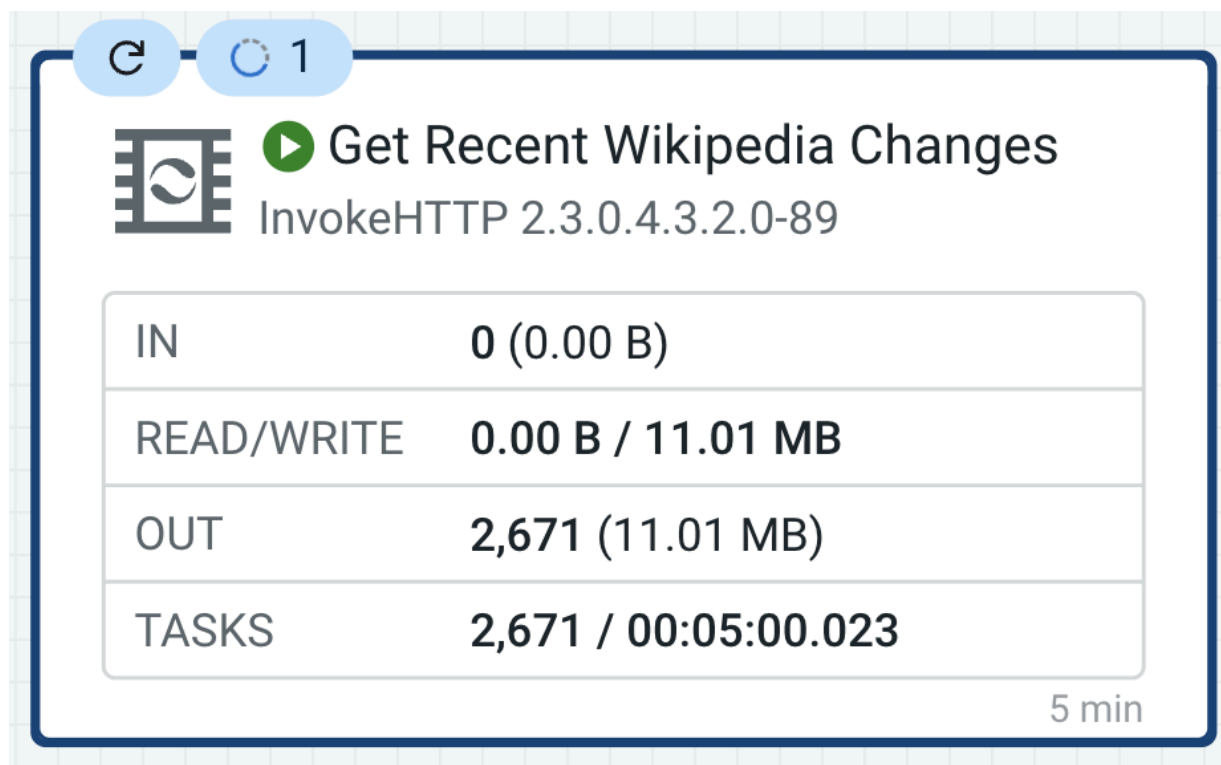 1
Get Recent Wikipedia Changes
InvokeHTTP 2.3.0.4.3.2.0-89
IN 0 (0.00 B)
READ/WRITE 0.00 B / 11.01 MB
OUT 2,671 (11.01 MB)
TASKS 2,671 / 00:05:00.023
5 min